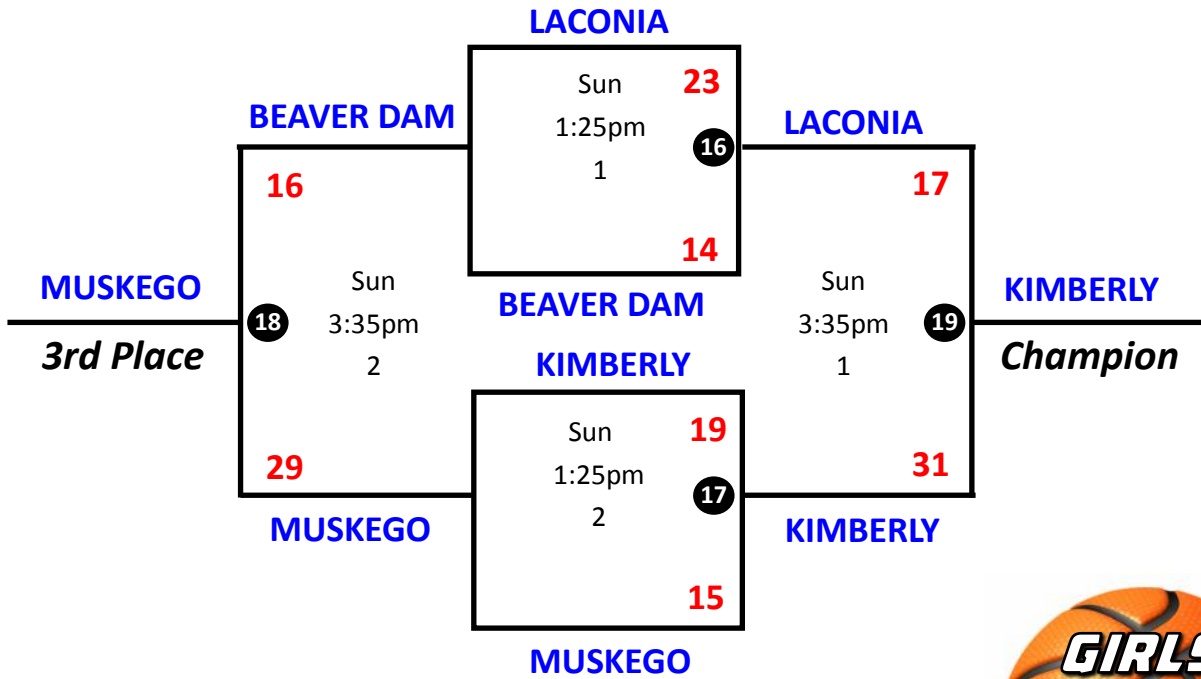 LACONIA
Sun 23
BEAVER DAM 1:25pm LACONIA
16
1
16 17
14
MUSKEGO Sun BEAVER DAM Sun KIMBERLY
18 3:35pm 3:35pm 19
3rd Place 2 KIMBERLY 1 Champion
Sun 19
29 1:25pm 31
17
MUSKEGO 2 KIMBERLY
15
MUSKEGO
GIRLS